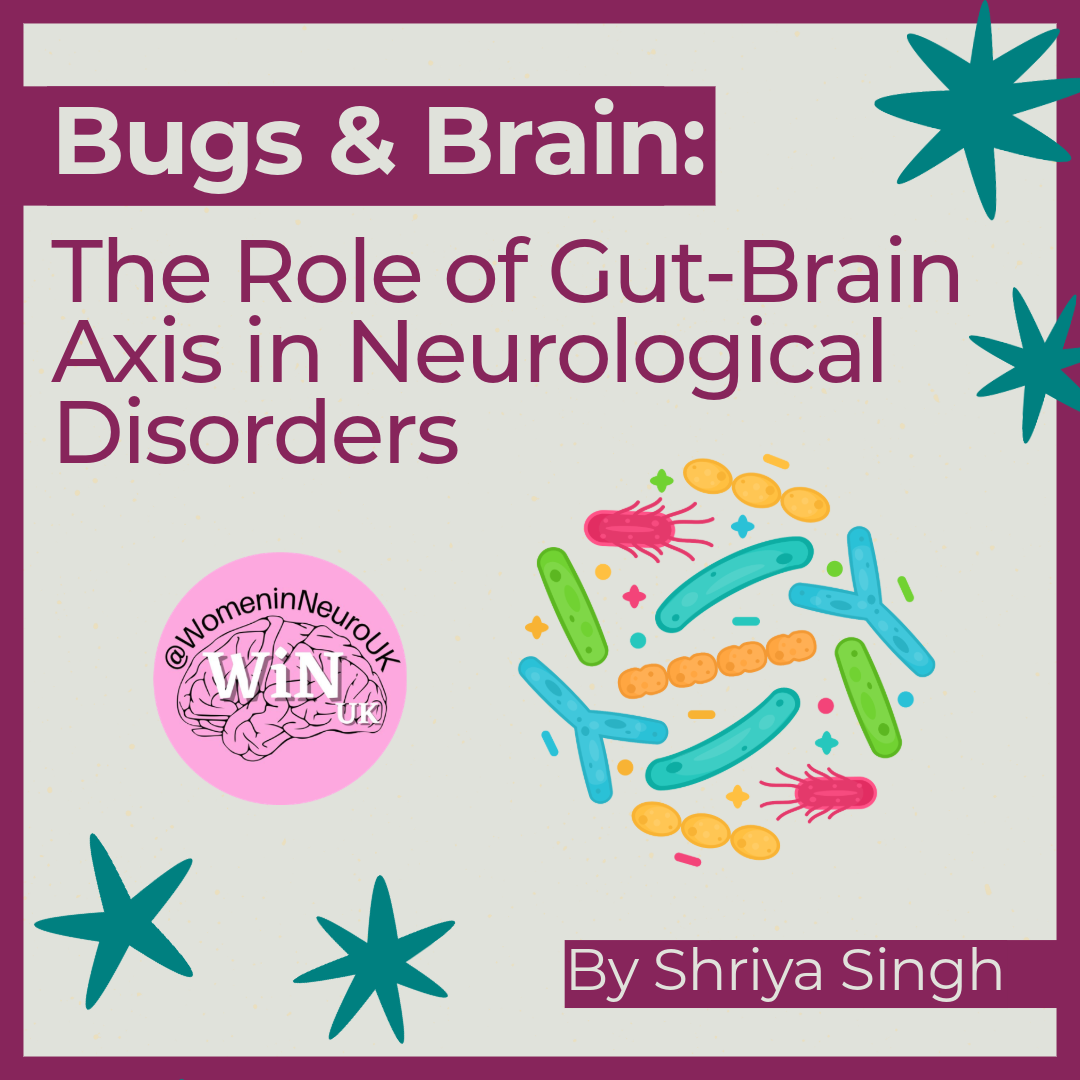 Bugs & Brain:
The Role of Gut-Brain
Axis in Neurological
Disorders
@WomeninNeuroUK
WiN
UK
By Shriya Singh